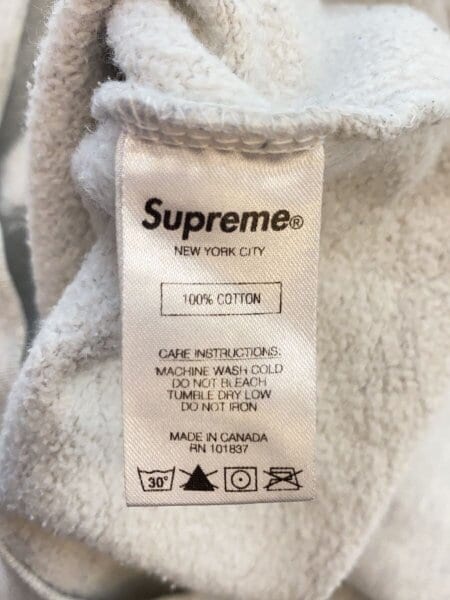 Supreme®
NEW YORK CITY
100% COTTON
CARE INSTRUCTIONS:
MACHINE WASH COLD
DO NOT BLEACH
TUMBLE DRY LOW
DO NOT IRON
MADE IN CANADA
RN 101837
30°